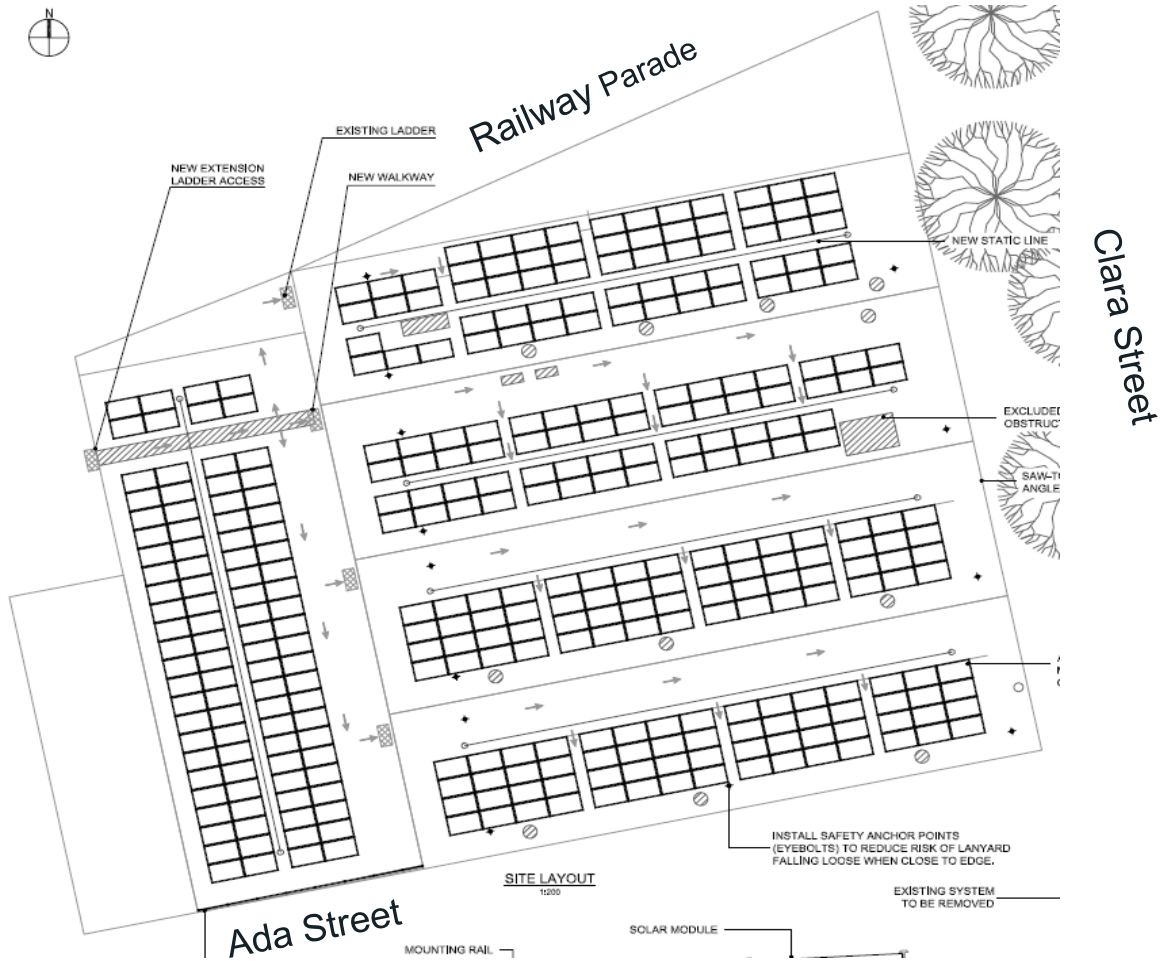 N
Railway Parade
EXISTING LADDER
NEW EXTENSION
LADDER ACCESS
NEW WALKWAY
NEW STATIC LINE
Clara Street
EXCLUDED
OBSTRUCT
SAW-T
ANGLE
INSTALL SAFETY ANCHOR POINTS
(EYEBOLTS) TO REDUCE RISK OF LANYARD
FALLING LOOSE WHEN CLOSE TO EDGE.
SITE LAYOUT
1:200
EXISTING SYSTEM
TO BE REMOVED
Ada Street
SOLAR MODULE
MOUNTING RAIL